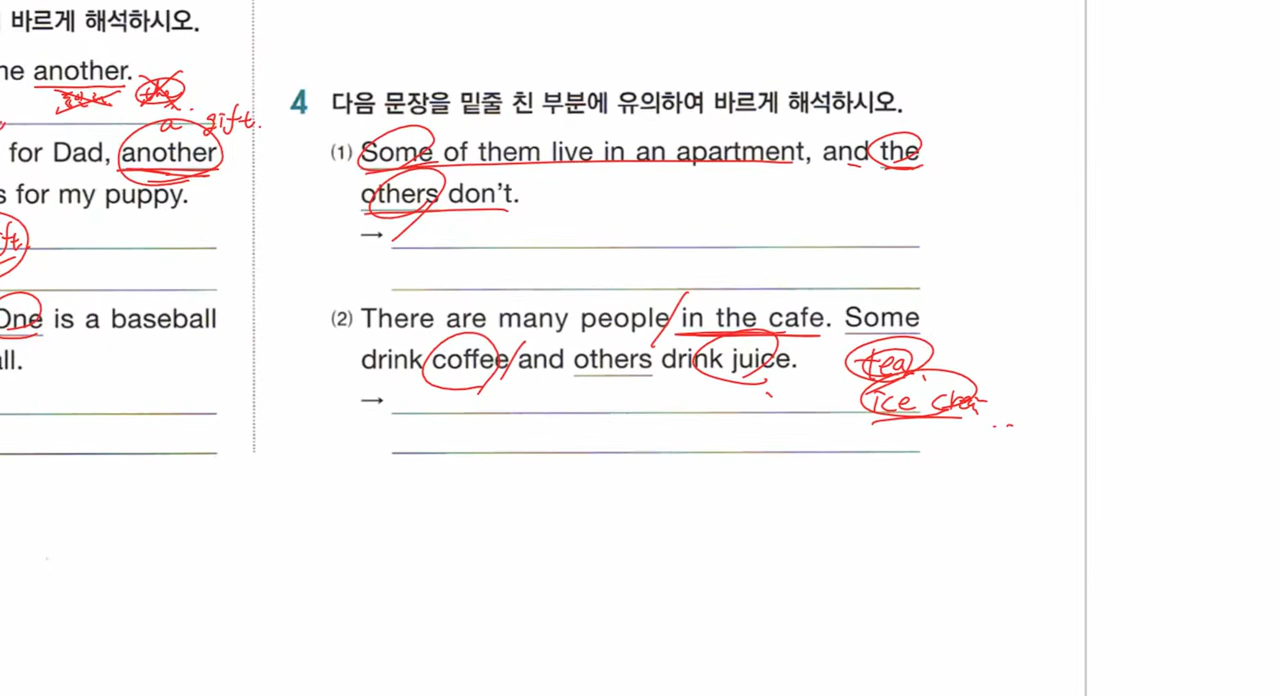 바르게 해석하시오.
ne another.
a gift.
for Dad, another
s for my puppy.
ft
One is a baseball
all.
4 다음 문장을 밑줄 친 부분에 유의하여 바르게 해석하시오.
(1) Some of them live in an apartment, and the
others don't.
→
(2) There are many people in the cafe. Some
drink coffee and others drink juice.
tea
→
ice crea